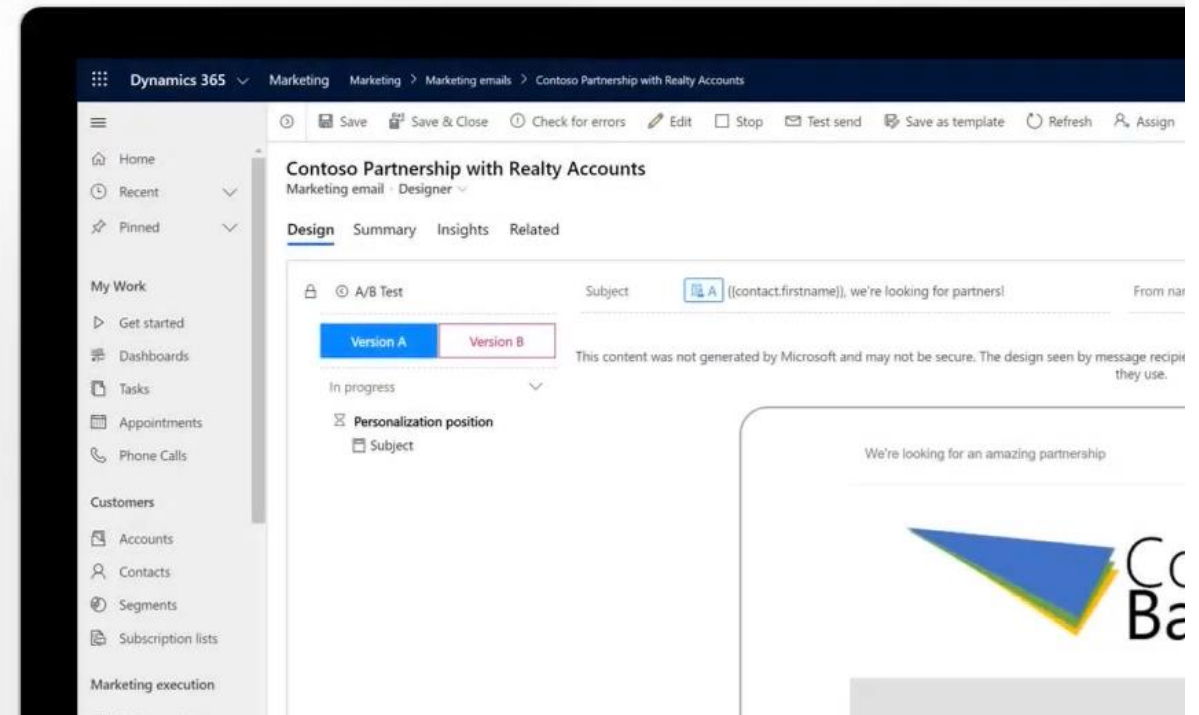 Dynamics 365 Marketing Marketing > Marketing emails > Contoso Partnership with Realty Accounts
Save Save & Close Check for errors Edit Stop Test send Save as template Refresh Assign
Home
Recent
Pinned
My Work
Get started
Dashboards
Tasks
Appointments
Phone Calls
Customers
Accounts
Contacts
Segments
Subscription lists
Marketing execution
Contoso Partnership with Realty Accounts
Marketing email · Designer
Design Summary Insights Related
A/B Test
Version A Version B
In progress
Personalization position
Subject
Subject A {{contact.firstname}}, we're looking for partners!
From nar
This content was not generated by Microsoft and may not be secure. The design seen by message recipie
they use.
We're looking for an amazing partnership
Co
Ba